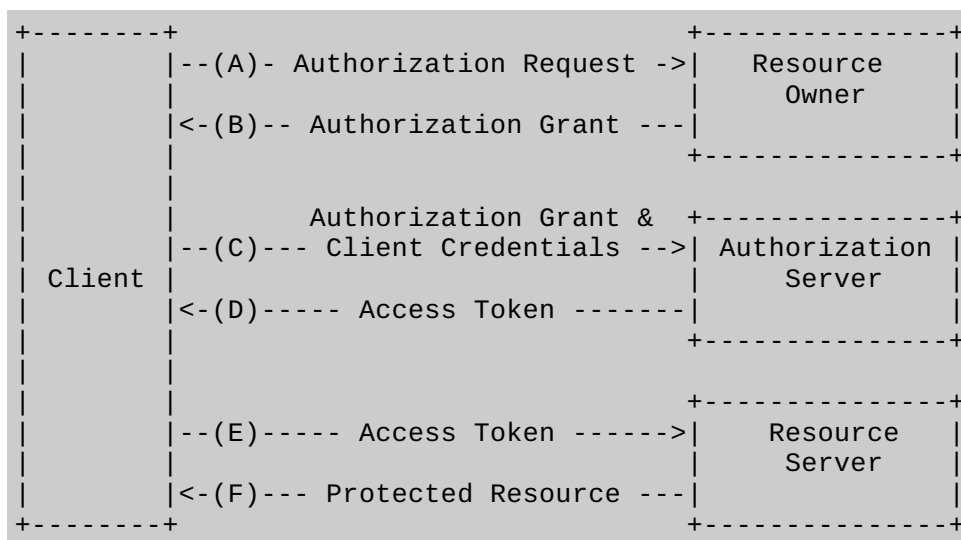 +--------+                               +---------------+
|        |--(A)- Authorization Request ->|   Resource    |
|        |                               |     Owner     |
|        |<-(B)-- Authorization Grant ---|               |
|        |                               +---------------+
|        |
|        |        Authorization Grant &  +---------------+
|        |--(C)--- Client Credentials -->| Authorization |
| Client |                               |     Server    |
|        |<-(D)----- Access Token -------|               |
|        |                               +---------------+
|        |
|        |                               +---------------+
|        |--(E)----- Access Token ------>|    Resource   |
|        |                               |     Server    |
|        |<-(F)--- Protected Resource ---|               |
+--------+                               +---------------+